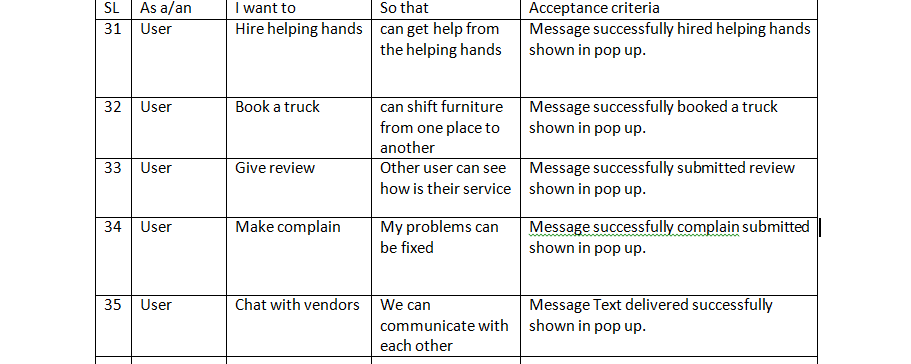 SL As a/an I want to So that Acceptance criteria
31 User Hire helping hands can get help from Message successfully hired helping hands
the helping hands shown in pop up.
32 User Book a truck can shift furniture Message successfully booked a truck
from one place to shown in pop up.
another
33 User Give review Other user can see Message successfully submitted review
how is their service shown in pop up.
34 User Make complain My problems can Message successfully complain submitted
be fixed shown in pop up.
35 User Chat with vendors We can Message Text delivered successfully
communicate with shown in pop up.
each other